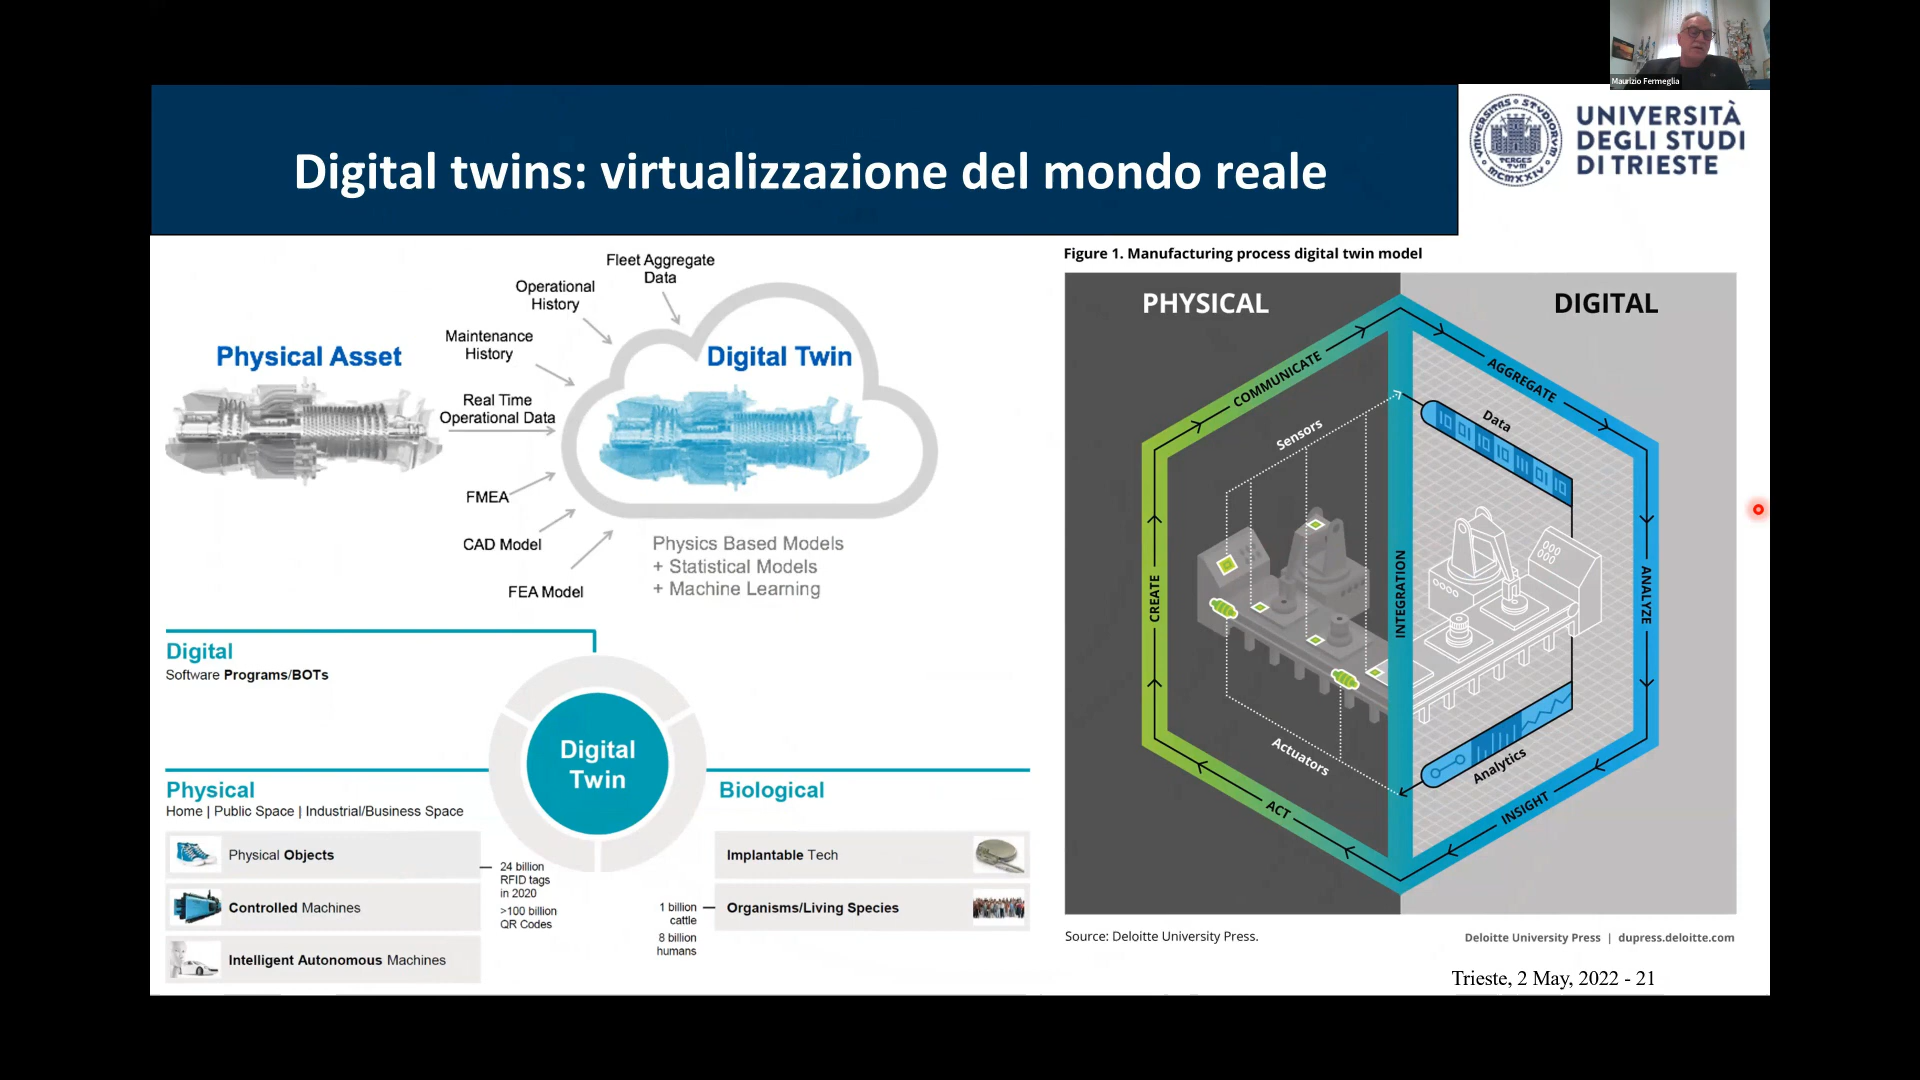 Maurizio Fermeglia
Digital twins: virtualizzazione del mondo reale
UNIVERSITÀ
DEGLI STUDI
DI TRIESTE
Fleet Aggregate
Data
Operational
History
Maintenance
History
Real Time
Operational Data
FMEA
CAD Model
FEA Model
Physical Asset
Digital Twin
Physics Based Models
+ Statistical Models
+ Machine Learning
Digital
Software Programs/BOTs
Digital
Twin
Physical
Home | Public Space | Industrial/Business Space
Physical Objects
Controlled Machines
Intelligent Autonomous Machines
24 billion
RFID tags
in 2020
>100 billion
QR Codes
Biological
Implantable Tech
Organisms/Living Species
1 billion
cattle
8 billion
humans
Figure 1. Manufacturing process digital twin model
PHYSICAL
DIGITAL
COMMUNICATE
AGGREGATE
Sensors
Data
CREATE
INTEGRATION
ANALYZE
Actuators
Analytics
ACT
INSIGHT
Source: Deloitte University Press.
Deloitte University Press | dupress.deloitte.com
Trieste, 2 May, 2022 - 21